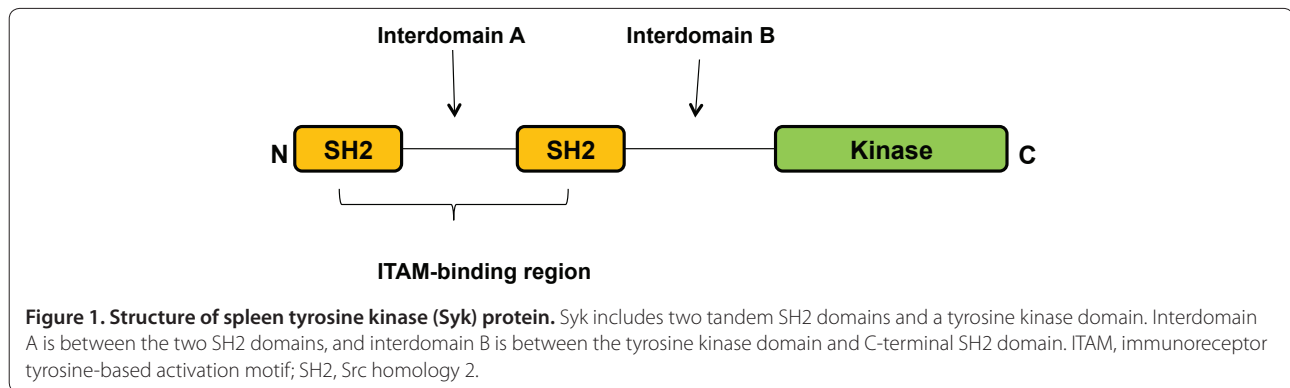 Interdomain A Interdomain B
N SH2 SH2 Kinase C
ITAM-binding region
Figure 1. Structure of spleen tyrosine kinase (Syk) protein. Syk includes two tandem SH2 domains and a tyrosine kinase domain. Interdomain
A is between the two SH2 domains, and interdomain B is between the tyrosine kinase domain and C-terminal SH2 domain. ITAM, immunoreceptor
tyrosine-based activation motif; SH2, Src homology 2.